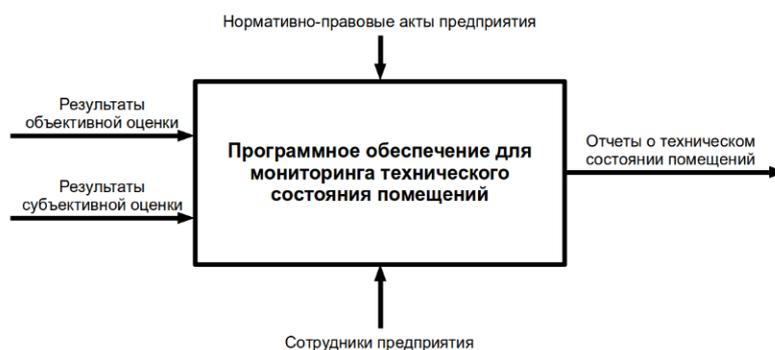 Нормативно-правовые акты предприятия
Результаты
объективной оценки
Результаты
субъективной оценки
Программное обеспечение для
мониторинга технического
состояния помещений
Отчеты о техническом
состоянии помещений
Сотрудники предприятия